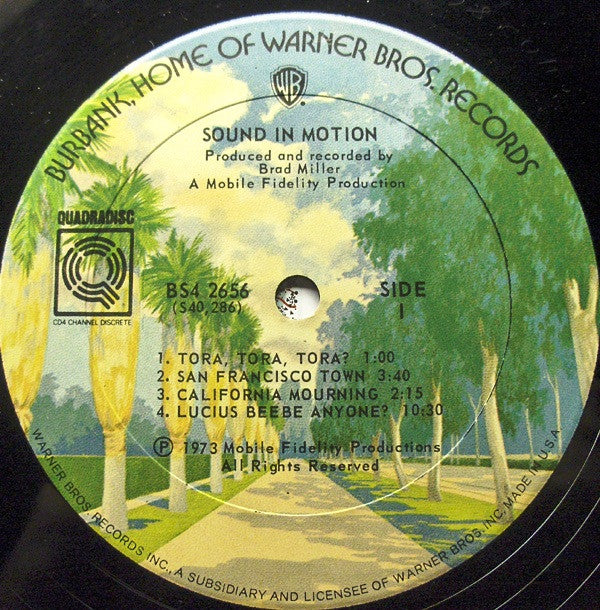 BURBANK, HOME OF WARNER BROS. RECORDS
WB
SOUND IN MOTION
Produced and recorded by
Brad Miller
A Mobile Fidelity Production
QUADRADISC
CD4 CHANNEL DISCRETE
BS4 2656
(S40,286)
SIDE
1
1. TORA, TORA, TORA? 1:00
2. SAN FRANCISCO TOWN 3:40
3. CALIFORNIA MOURNING 2:15
4. LUCIUS BEEBE ANYONE? 10:30
Ⓟ 1973 Mobile Fidelity Productions
All Rights Reserved
WARNER BROS. RECORDS INC., A SUBSIDIARY AND LICENSEE OF WARNER BROS. INC. MADE IN U.S.A.